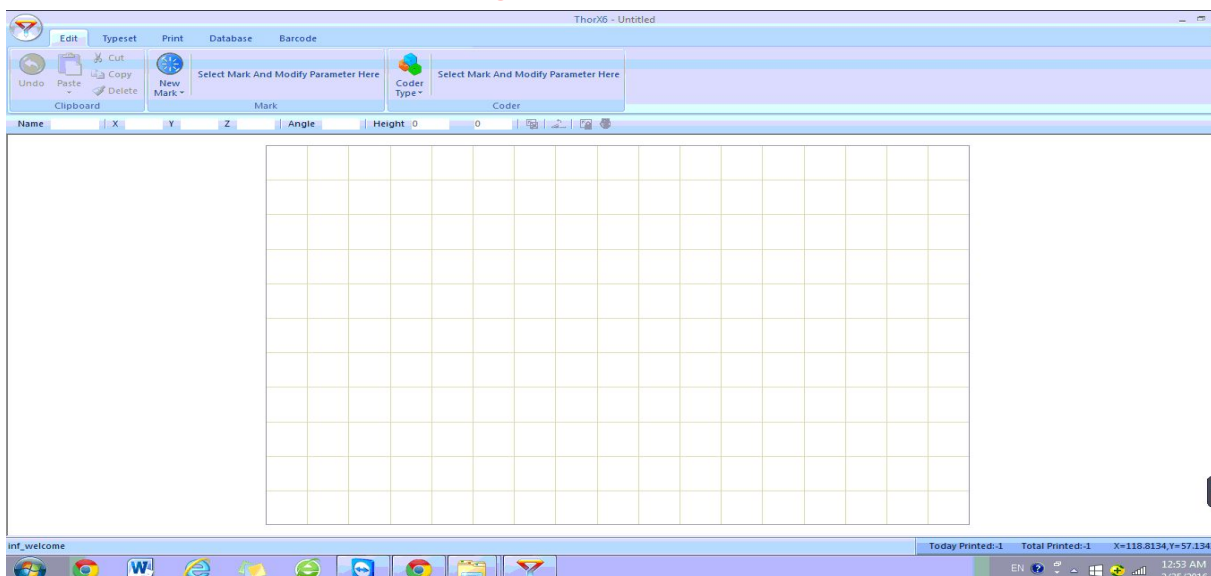 ThorX6 - Untitled
Edit Typeset Print Database Barcode
Undo Paste Cut Copy Delete New Mark Select Mark And Modify Parameter Here Coder Type Select Mark And Modify Parameter Here
Clipboard Mark Coder
Name X Y Z Angle Height 0 0
inf_welcome Today Printed:-1 Total Printed:-1 X=118.8134,Y=57.134
EN 12:53 AM